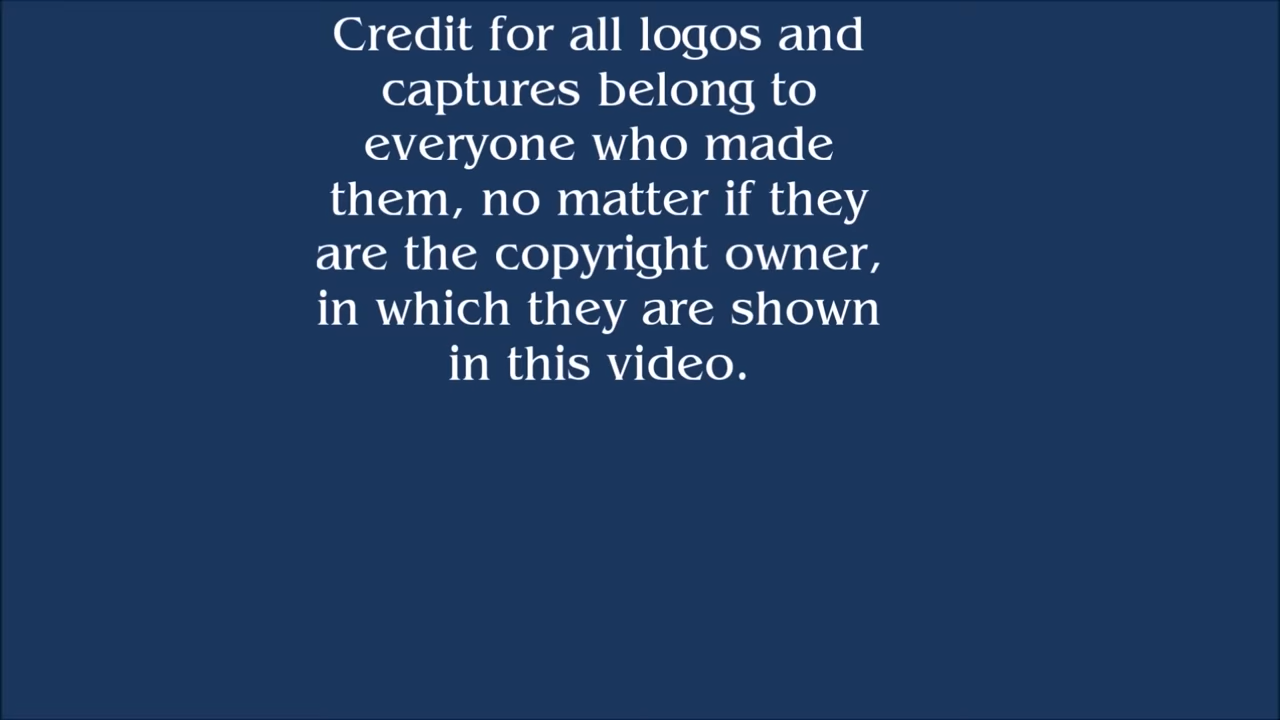 Credit for all logos and
captures belong to
everyone who made
them, no matter if they
are the copyright owner,
in which they are shown
in this video.